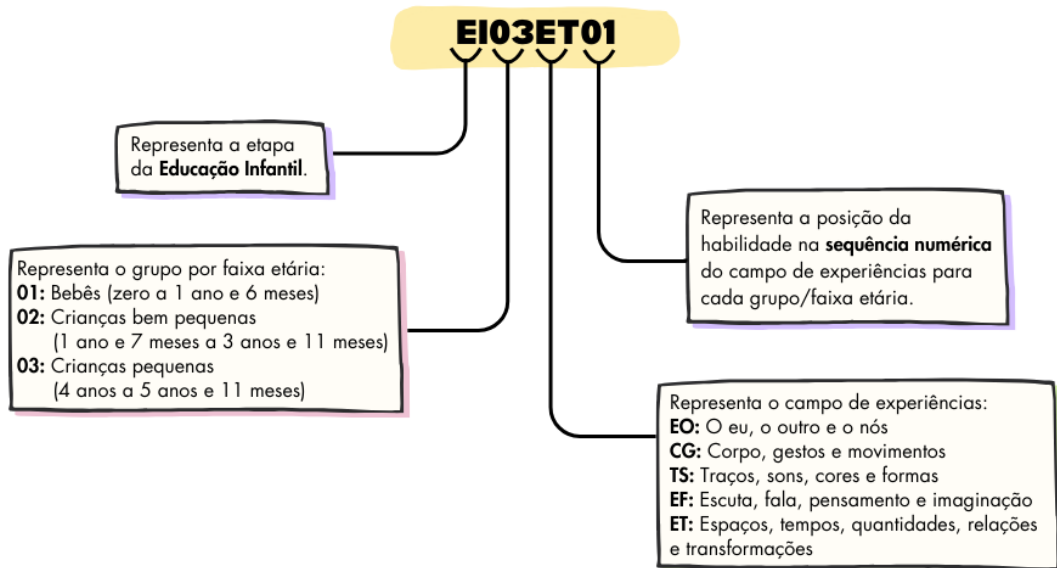 EI03ET01
Representa a etapa
da Educação Infantil.
Representa o grupo por faixa etária:
01: Bebês (zero a 1 ano e 6 meses)
02: Crianças bem pequenas
(1 ano e 7 meses a 3 anos e 11 meses)
03: Crianças pequenas
(4 anos a 5 anos e 11 meses)
Representa a posição da
habilidade na sequência numérica
do campo de experiências para
cada grupo/faixa etária.
Representa o campo de experiências:
EO: O eu, o outro e o nós
CG: Corpo, gestos e movimentos
TS: Traços, sons, cores e formas
EF: Escuta, fala, pensamento e imaginação
ET: Espaços, tempos, quantidades, relações
e transformações